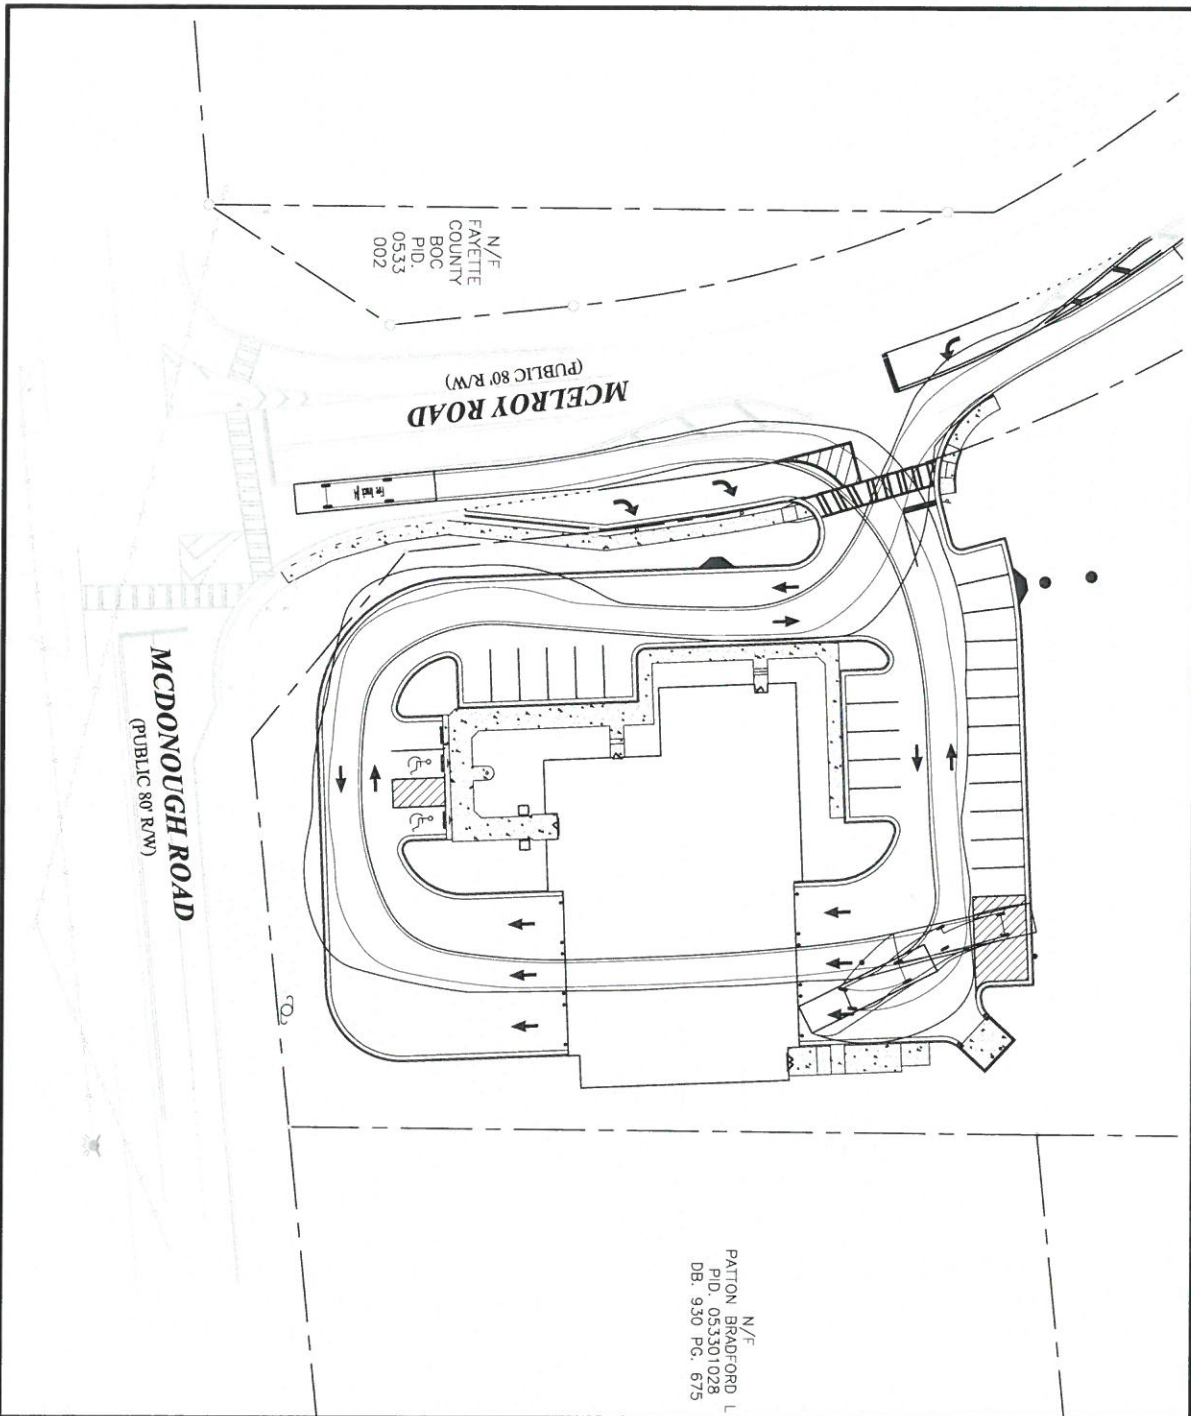 N/F
FAYETTE
COUNTY
BOC
PID.
0533
002
MCELROY ROAD
(PUBLIC 80' R/W)
MCDONOUGH ROAD
(PUBLIC 80' R/W)
N/F
PATTON BRADFORD L
PID. 053301028
DB. 930 PG. 675